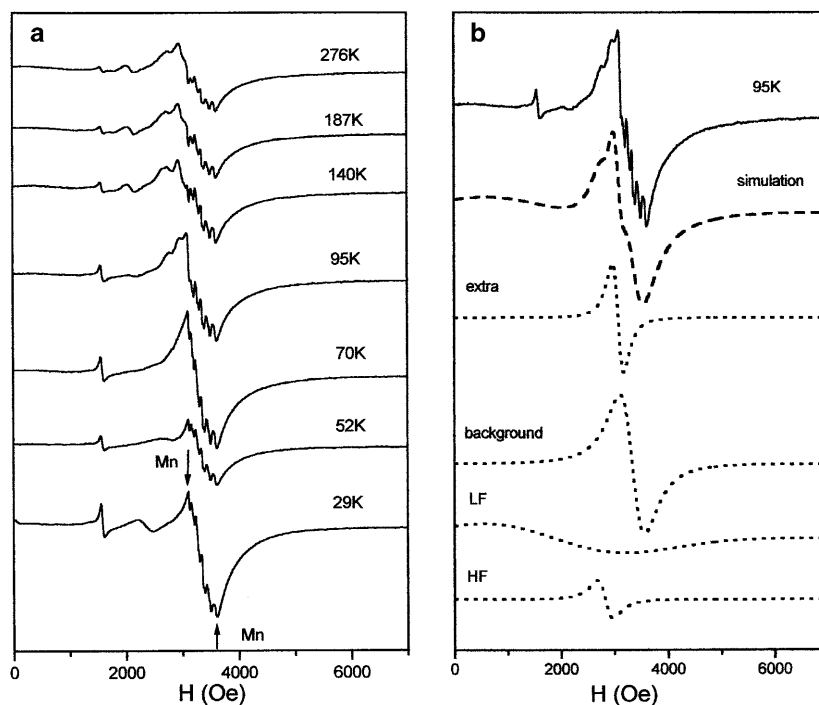 a
276K
187K
140K
95K
70K
52K
Mn
29K
Mn
0
2000
4000
6000
H (Oe)
b
95K
simulation
extra
background
LF
HF
0
2000
4000
6000
H (Oe)